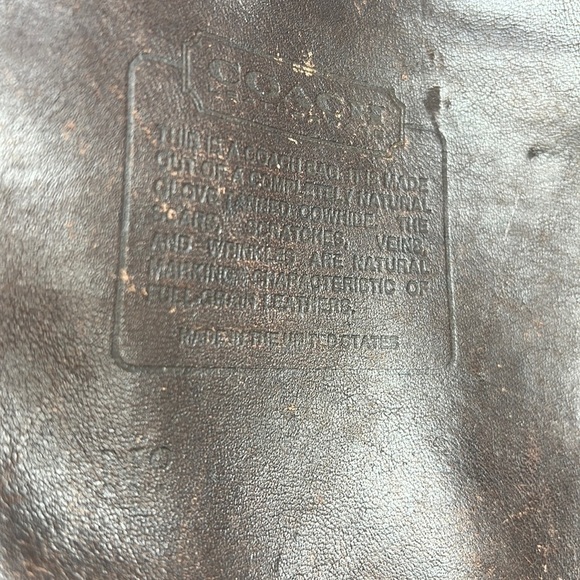 COACH
THIS IS A COACH BAG. IT IS MADE
OUT OF A COMPLETELY NATURAL
GLOVE TANNED COWHIDE. THE
SCARS, SCRATCHES, VEINS,
AND WRINKLES ARE NATURAL
MARKINGS CHARACTERISTIC OF
FULL-GRAIN LEATHERS.
MADE IN THE UNITED STATES